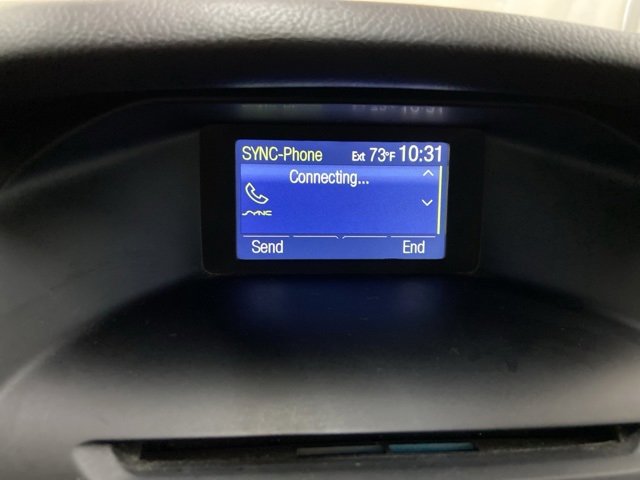 SYNC-Phone Ext 73°F 10:31
Connecting...
SYNC
Send End